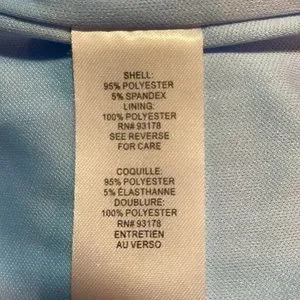 SHELL:
95% POLYESTER
5% SPANDEX
LINING:
100% POLYESTER
RN# 93178
SEE REVERSE
FOR CARE
COQUILLE:
95% POLYESTER
5% ÉLASTHANNE
DOUBLURE:
100% POLYESTER
RN# 93178
ENTRETIEN
AU VERSO